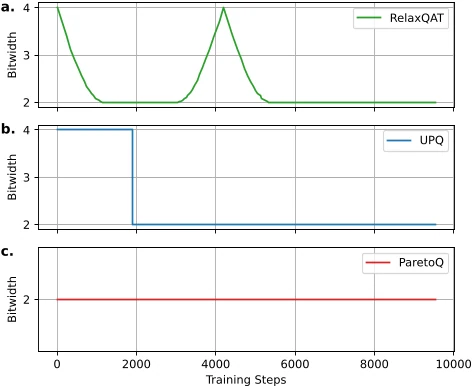 a.
4
3
2
Bitwidth
RelaxQAT
b.
4
3
2
Bitwidth
UPQ
c.
2
Bitwidth
ParetoQ
0 2000 4000 6000 8000 10000
Training Steps